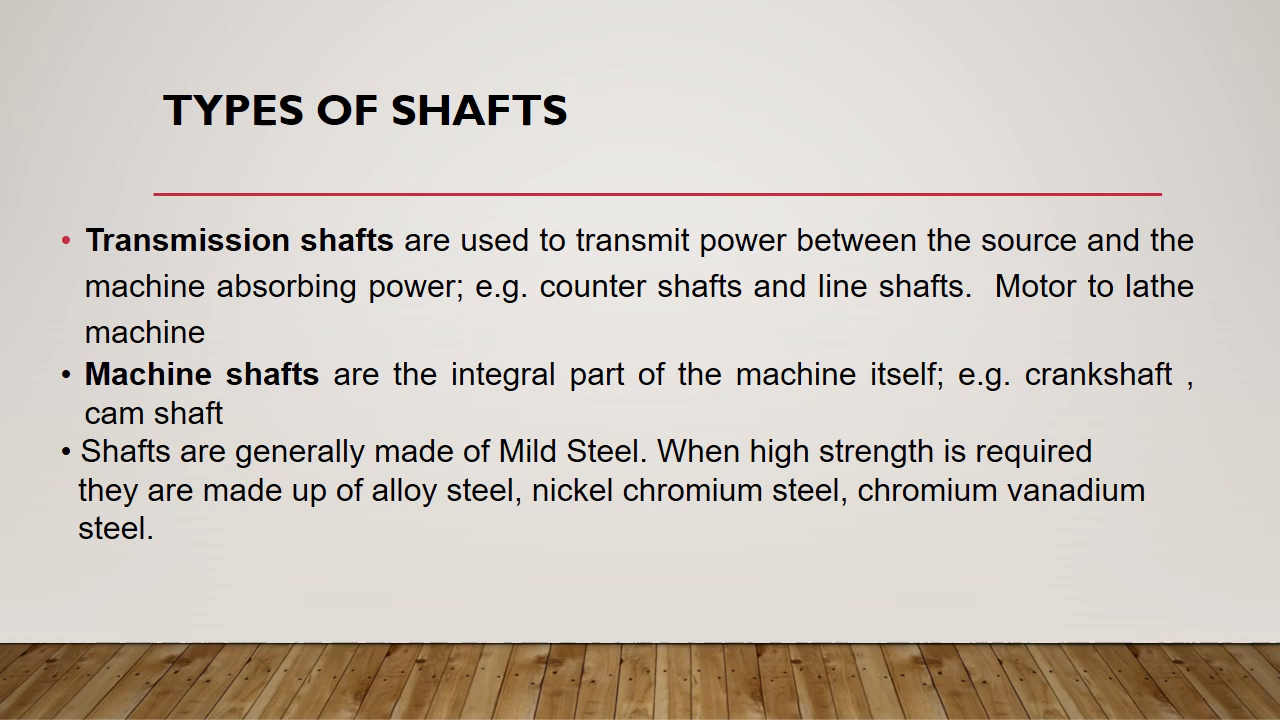 TYPES OF SHAFTS
• Transmission shafts are used to transmit power between the source and the
machine absorbing power; e.g. counter shafts and line shafts.  Motor to lathe
machine
• Machine shafts are the integral part of the machine itself; e.g. crankshaft ,
cam shaft
• Shafts are generally made of Mild Steel. When high strength is required
they are made up of alloy steel, nickel chromium steel, chromium vanadium
steel.